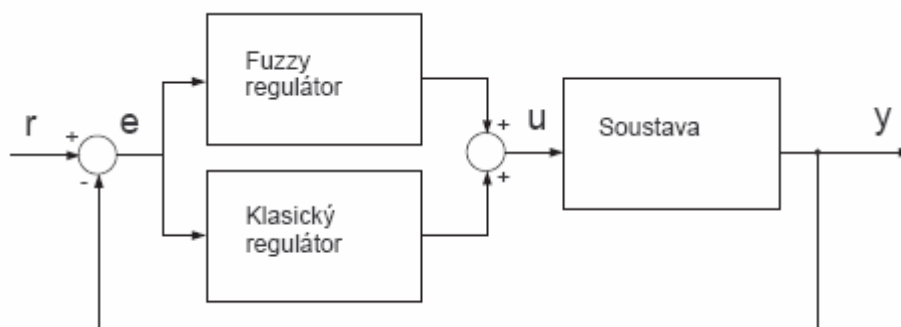 Fuzzy
regulátor
r
+
-
e
+
+
u
Soustava
y
Klasický
regulátor